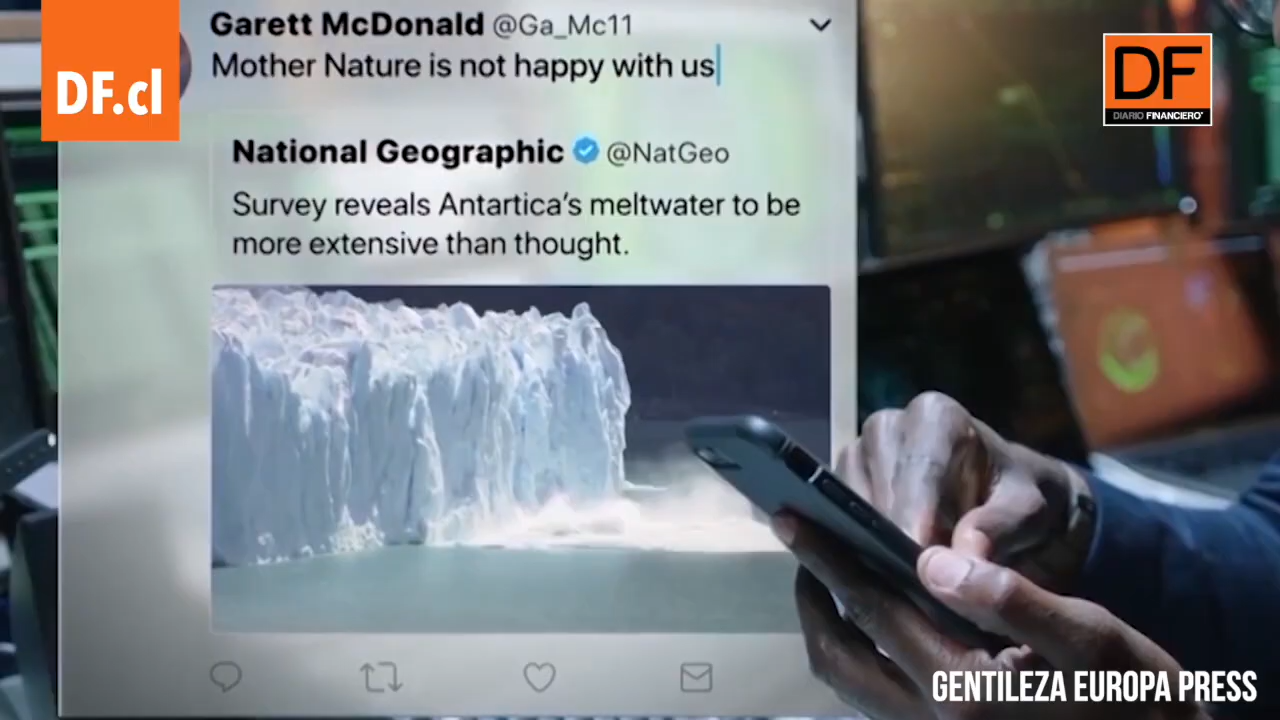 DF.cl
Garett McDonald @Ga_Mc11
Mother Nature is not happy with us
National Geographic @NatGeo
Survey reveals Antartica's meltwater to be
more extensive than thought.
DF
DIARIO FINANCIERO
GENTILEZA EUROPA PRESS